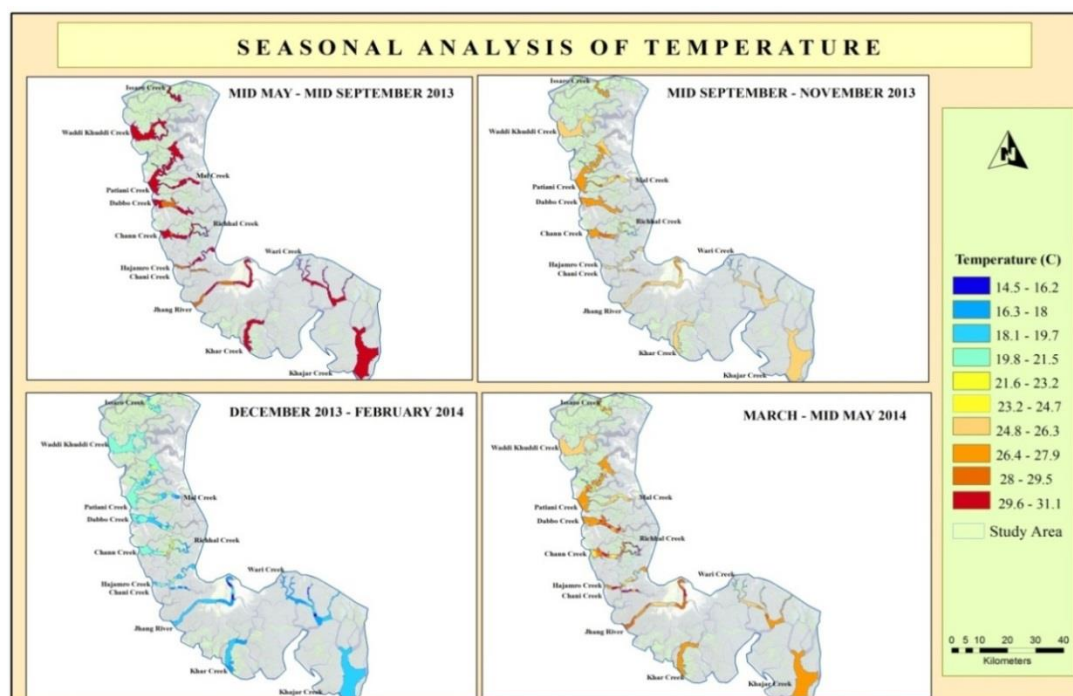 SEASONAL ANALYSIS OF TEMPERATURE
MID MAY - MID SEPTEMBER 2013
Issaro Creek
Waddi Khuddi Creek
Mal Creek
Patiani Creek
Dabbo Creek
Richhal Creek
Chann Creek
Wari Creek
Hajamro Creek
Chani Creek
Jhang River
Khar Creek
Khajar Creek
MID SEPTEMBER - NOVEMBER 2013
Issaro Creek
Waddi Khuddi Creek
Mal Creek
Patiani Creek
Dabbo Creek
Richhal Creek
Chann Creek
Wari Creek
Hajamro Creek
Chani Creek
Jhang River
Khar Creek
Khajar Creek
DECEMBER 2013 - FEBRUARY 2014
Issaro Creek
Waddi Khuddi Creek
Mal Creek
Patiani Creek
Dabbo Creek
Richhal Creek
Chann Creek
Wari Creek
Hajamro Creek
Chani Creek
Jhang River
Khar Creek
Khajar Creek
MARCH - MID MAY 2014
Issaro Creek
Waddi Khuddi Creek
Mal Creek
Patiani Creek
Dabbo Creek
Richhal Creek
Chann Creek
Wari Creek
Hajamro Creek
Chani Creek
Jhang River
Khar Creek
Khajar Creek
N
Temperature (C)
14.5 - 16.2
16.3 - 18
18.1 - 19.7
19.8 - 21.5
21.6 - 23.2
23.2 - 24.7
24.8 - 26.3
26.4 - 27.9
28 - 29.5
29.6 - 31.1
Study Area
0 5 10 20 30 40
Kilometers